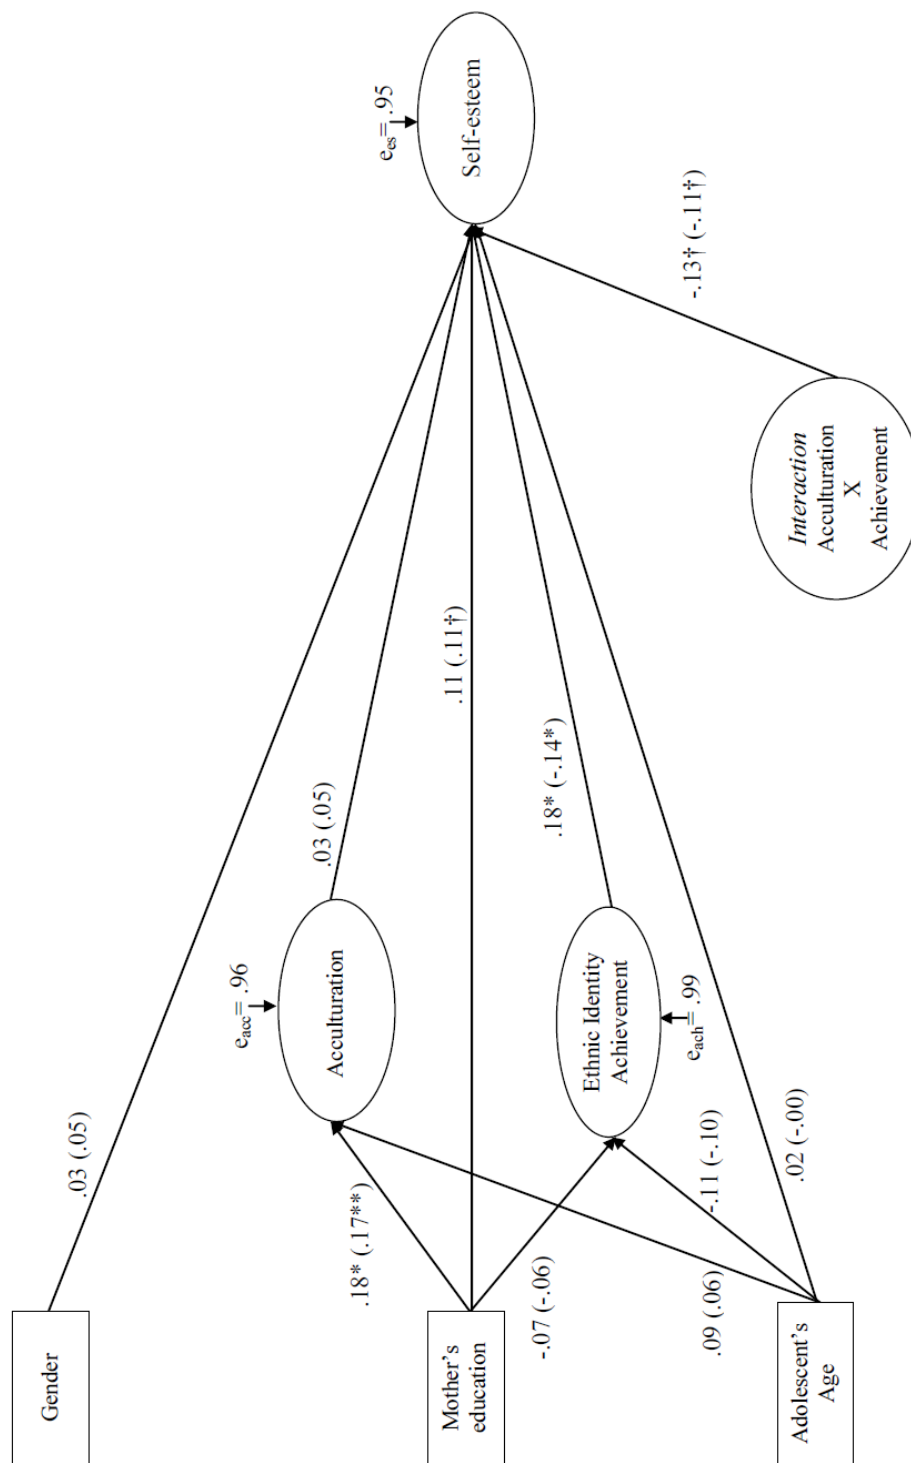 Gender
.03 (.05)
e_acc= .96
Acculturation
.03 (.05)
e_es= .95
Self-esteem
Mother's
education
.18* (.17**)
.11 (.11†)
-.07 (-.06)
Ethnic Identity
Achievement
e_ach= .99
.18* (-.14*)
Adolescent's
Age
.09 (.06)
-.11 (-.10)
.02 (-.00)
Interaction
Acculturation
X
Achievement
-.13† (-.11†)